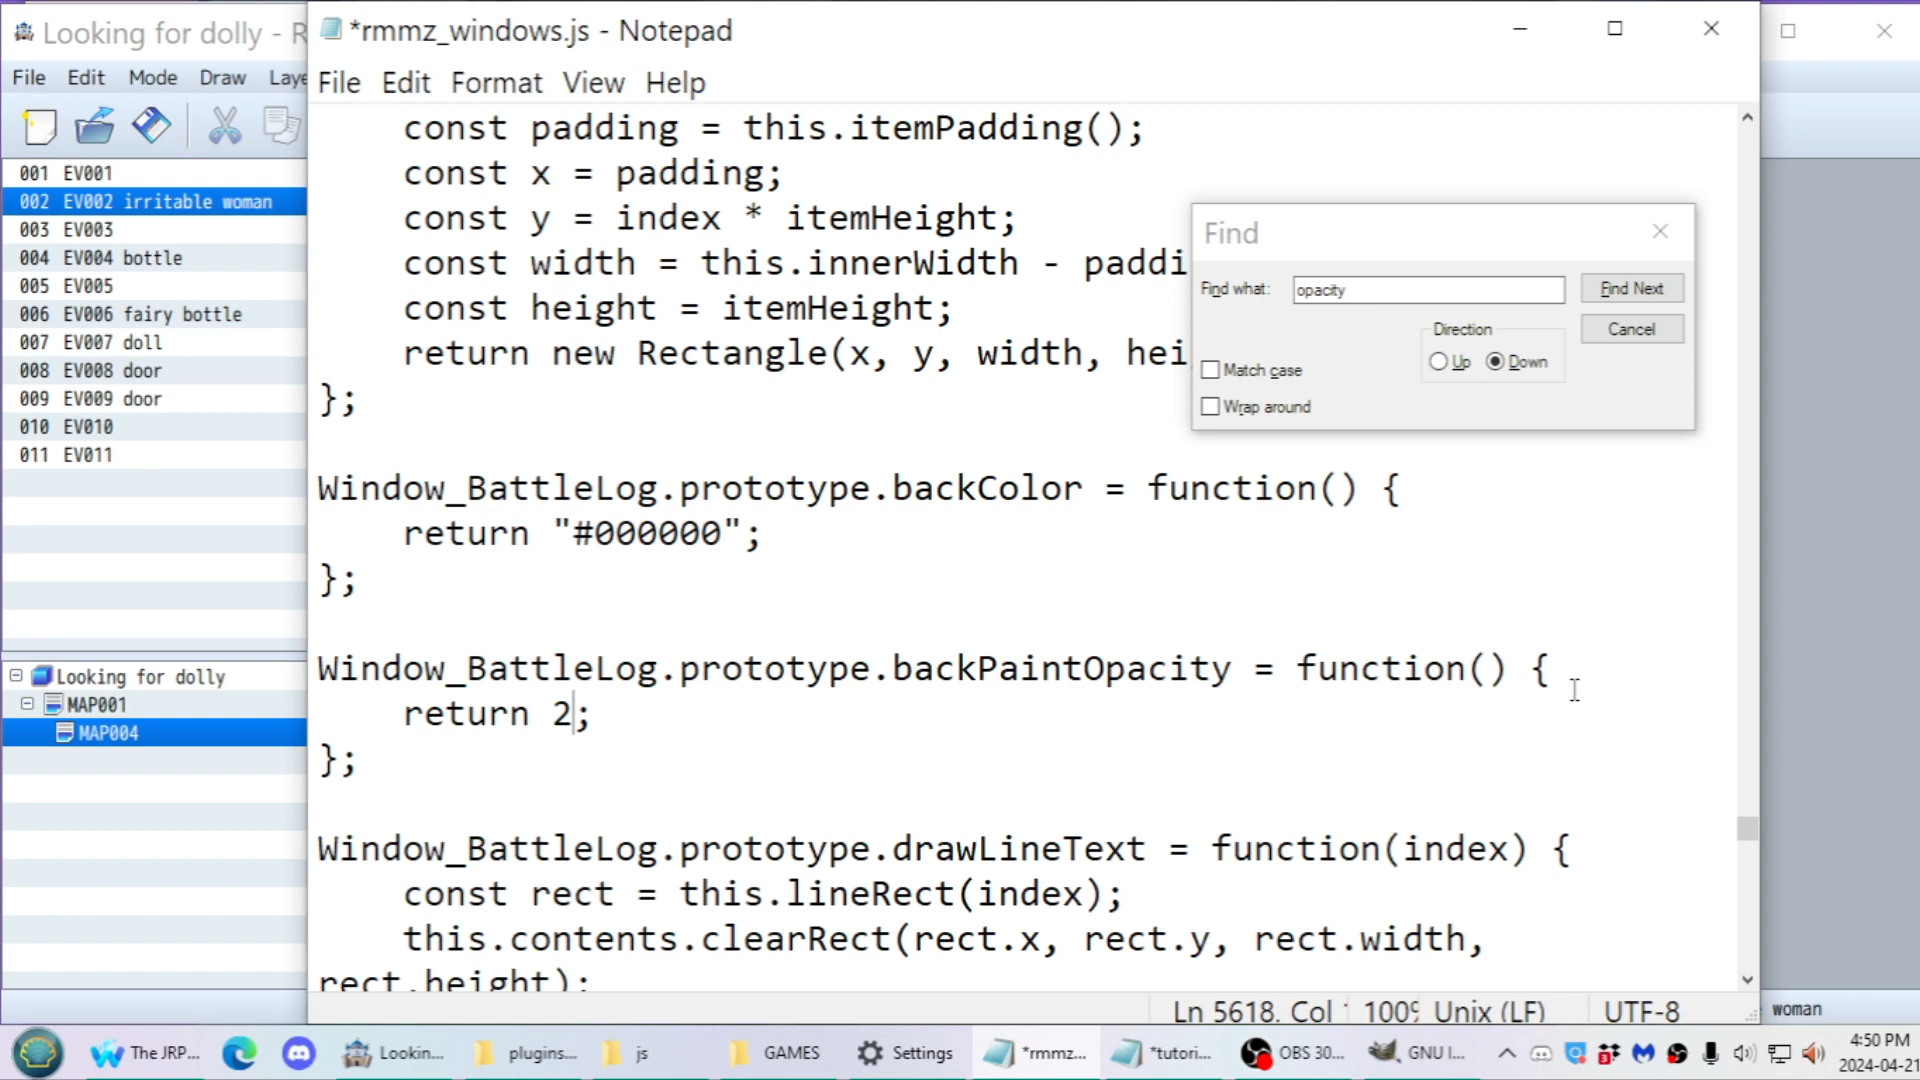 Looking for dolly - R
*rmmz_windows.js - Notepad
File Edit Mode Draw Laye
File Edit Format View Help
001 EV001
002 EV002 irritable woman
003 EV003
004 EV004 bottle
005 EV005
006 EV006 fairy bottle
007 EV007 doll
008 EV008 door
009 EV009 door
010 EV010
011 EV011
Looking for dolly
MAP001
MAP004
const padding = this.itemPadding();
const x = padding;
const y = index * itemHeight;
const width = this.innerWidth - paddi
const height = itemHeight;
return new Rectangle(x, y, width, hei
};
Window_BattleLog.prototype.backColor = function() {
return "#000000";
};
Window_BattleLog.prototype.backPaintOpacity = function() {
return 2;
};
Window_BattleLog.prototype.drawLineText = function(index) {
const rect = this.lineRect(index);
this.contents.clearRect(rect.x, rect.y, rect.width,
rect.height);
Find
Find what: opacity Find Next
Direction Cancel
Up Down
Match case
Wrap around
Ln 5618, Col 100% Unix (LF) UTF-8
woman
The JRP... Lookin... plugins... js GAMES Settings *rmmz... *tutori... OBS 30... GNU I... 4:50 PM
2024-04-21